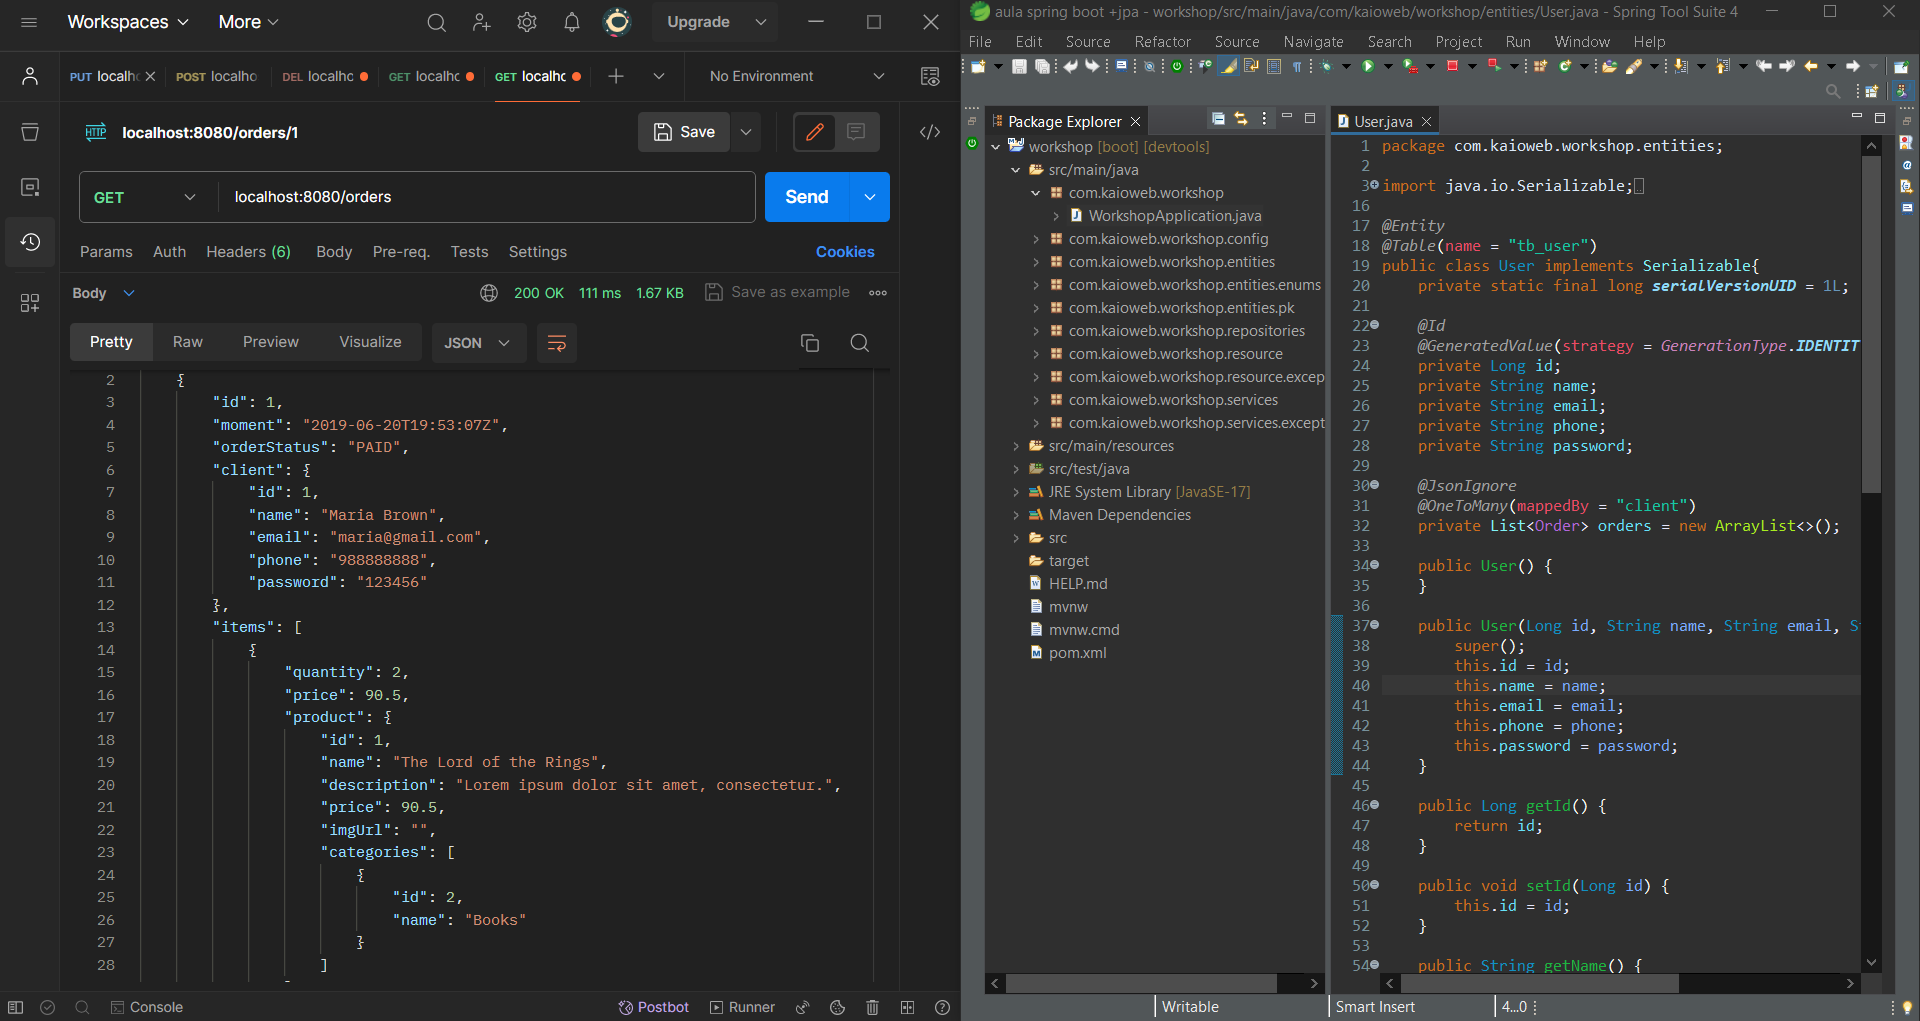 Workspaces More Upgrade
PUT localh POST localho DEL localhc GET localhc GET localhc No Environment
HTTP localhost:8080/orders/1 Save
GET localhost:8080/orders Send
Params Auth Headers (6) Body Pre-req. Tests Settings Cookies
Body 200 OK 111 ms 1.67 KB Save as example
Pretty Raw Preview Visualize JSON
2 {
3 "id": 1,
4 "moment": "2019-06-20T19:53:07Z",
5 "orderStatus": "PAID",
6 "client": {
7 "id": 1,
8 "name": "Maria Brown",
9 "email": "maria@gmail.com",
10 "phone": "988888888",
11 "password": "123456"
12 },
13 "items": [
14 {
15 "quantity": 2,
16 "price": 90.5,
17 "product": {
18 "id": 1,
19 "name": "The Lord of the Rings",
20 "description": "Lorem ipsum dolor sit amet, consectetur.",
21 "price": 90.5,
22 "imgUrl": "",
23 "categories": [
24 {
25 "id": 2,
26 "name": "Books"
27 }
28 ]
Console Postbot Runner
aula spring boot +jpa - workshop/src/main/java/com/kaioweb/workshop/entities/User.java - Spring Tool Suite 4
File Edit Source Refactor Source Navigate Search Project Run Window Help
Package Explorer
workshop [boot] [devtools]
src/main/java
com.kaioweb.workshop
WorkshopApplication.java
com.kaioweb.workshop.config
com.kaioweb.workshop.entities
com.kaioweb.workshop.entities.enums
com.kaioweb.workshop.entities.pk
com.kaioweb.workshop.repositories
com.kaioweb.workshop.resource
com.kaioweb.workshop.resource.excep
com.kaioweb.workshop.services
com.kaioweb.workshop.services.except
src/main/resources
src/test/java
JRE System Library [JavaSE-17]
Maven Dependencies
src
target
HELP.md
mvnw
mvnw.cmd
pom.xml
User.java
1 package com.kaioweb.workshop.entities;
2
3 import java.io.Serializable;
16
17 @Entity
18 @Table(name = "tb_user")
19 public class User implements Serializable{
20 private static final long serialVersionUID = 1L;
21
22 @Id
23 @GeneratedValue(strategy = GenerationType.IDENTIT
24 private Long id;
25 private String name;
26 private String email;
27 private String phone;
28 private String password;
29
30 @JsonIgnore
31 @OneToMany(mappedBy = "client")
32 private List<Order> orders = new ArrayList<>();
33
34 public User() {
35 }
36
37 public User(Long id, String name, String email, S
38 super();
39 this.id = id;
40 this.name = name;
41 this.email = email;
42 this.phone = phone;
43 this.password = password;
44 }
45
46 public Long getId() {
47 return id;
48 }
49
50 public void setId(Long id) {
51 this.id = id;
52 }
53
54 public String getName() {
Writable Smart Insert 4...0